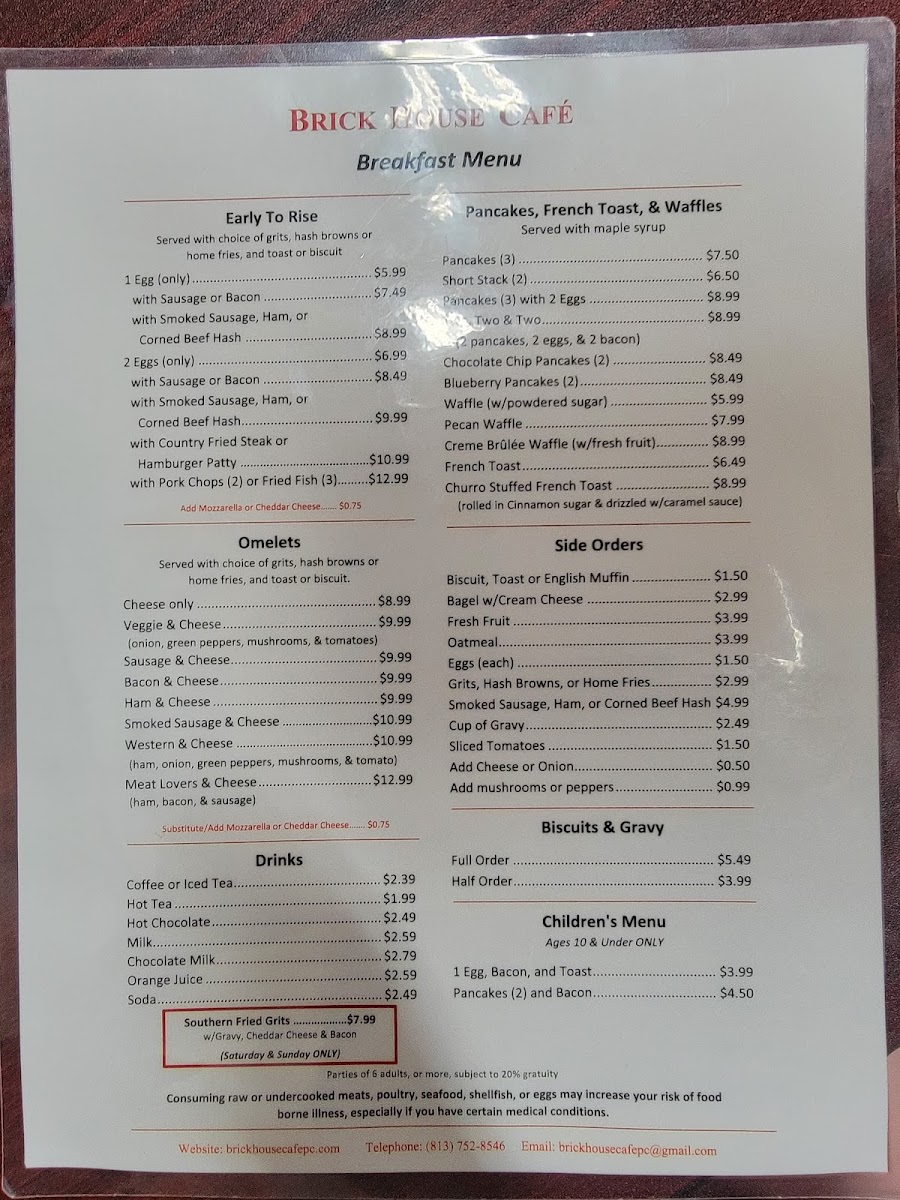 BRICK HOUSE CAFÉ
Breakfast Menu
Early To Rise
Served with choice of grits, hash browns or
home fries, and toast or biscuit
1 Egg (only) $5.99
with Sausage or Bacon $7.49
with Smoked Sausage, Ham, or
Corned Beef Hash $8.99
2 Eggs (only) $6.99
with Sausage or Bacon $8.49
with Smoked Sausage, Ham, or
Corned Beef Hash $9.99
with Country Fried Steak or
Hamburger Patty $10.99
with Pork Chops (2) or Fried Fish (3) $12.99
Add Mozzarella or Cheddar Cheese $0.75
Omelets
Served with choice of grits, hash browns or
home fries, and toast or biscuit.
Cheese only $8.99
Veggie & Cheese $9.99
(onion, green peppers, mushrooms, & tomatoes)
Sausage & Cheese $9.99
Bacon & Cheese $9.99
Ham & Cheese $9.99
Smoked Sausage & Cheese $10.99
Western & Cheese $10.99
(ham, onion, green peppers, mushrooms, & tomato)
Meat Lovers & Cheese $12.99
(ham, bacon, & sausage)
Substitute/Add Mozzarella or Cheddar Cheese $0.75
Drinks
Coffee or Iced Tea $2.39
Hot Tea $1.99
Hot Chocolate $2.49
Milk $2.59
Chocolate Milk $2.79
Orange Juice $2.59
Soda $2.49
Southern Fried Grits $7.99
w/Gravy, Cheddar Cheese & Bacon
(Saturday & Sunday ONLY)
Pancakes, French Toast, & Waffles
Served with maple syrup
Pancakes (3) $7.50
Short Stack (2) $6.50
Pancakes (3) with 2 Eggs $8.99
Two & Two $8.99
(2 pancakes, 2 eggs, & 2 bacon)
Chocolate Chip Pancakes (2) $8.49
Blueberry Pancakes (2) $8.49
Waffle (w/powdered sugar) $5.99
Pecan Waffle $7.99
Creme Brûlée Waffle (w/fresh fruit) $8.99
French Toast $6.49
Churro Stuffed French Toast $8.99
(rolled in Cinnamon sugar & drizzled w/caramel sauce)
Side Orders
Biscuit, Toast or English Muffin $1.50
Bagel w/Cream Cheese $2.99
Fresh Fruit $3.99
Oatmeal $3.99
Eggs (each) $1.50
Grits, Hash Browns, or Home Fries $2.99
Smoked Sausage, Ham, or Corned Beef Hash $4.99
Cup of Gravy $2.49
Sliced Tomatoes $1.50
Add Cheese or Onion $0.50
Add mushrooms or peppers $0.99
Biscuits & Gravy
Full Order $5.49
Half Order $3.99
Children's Menu
Ages 10 & Under ONLY
1 Egg, Bacon, and Toast $3.99
Pancakes (2) and Bacon $4.50
Parties of 6 adults, or more, subject to 20% gratuity
Consuming raw or undercooked meats, poultry, seafood, shellfish, or eggs may increase your risk of food
borne illness, especially if you have certain medical conditions.
Website: brickhousecafepc.com Telephone: (813) 752-8546 Email: brickhousecafepc@gmail.com